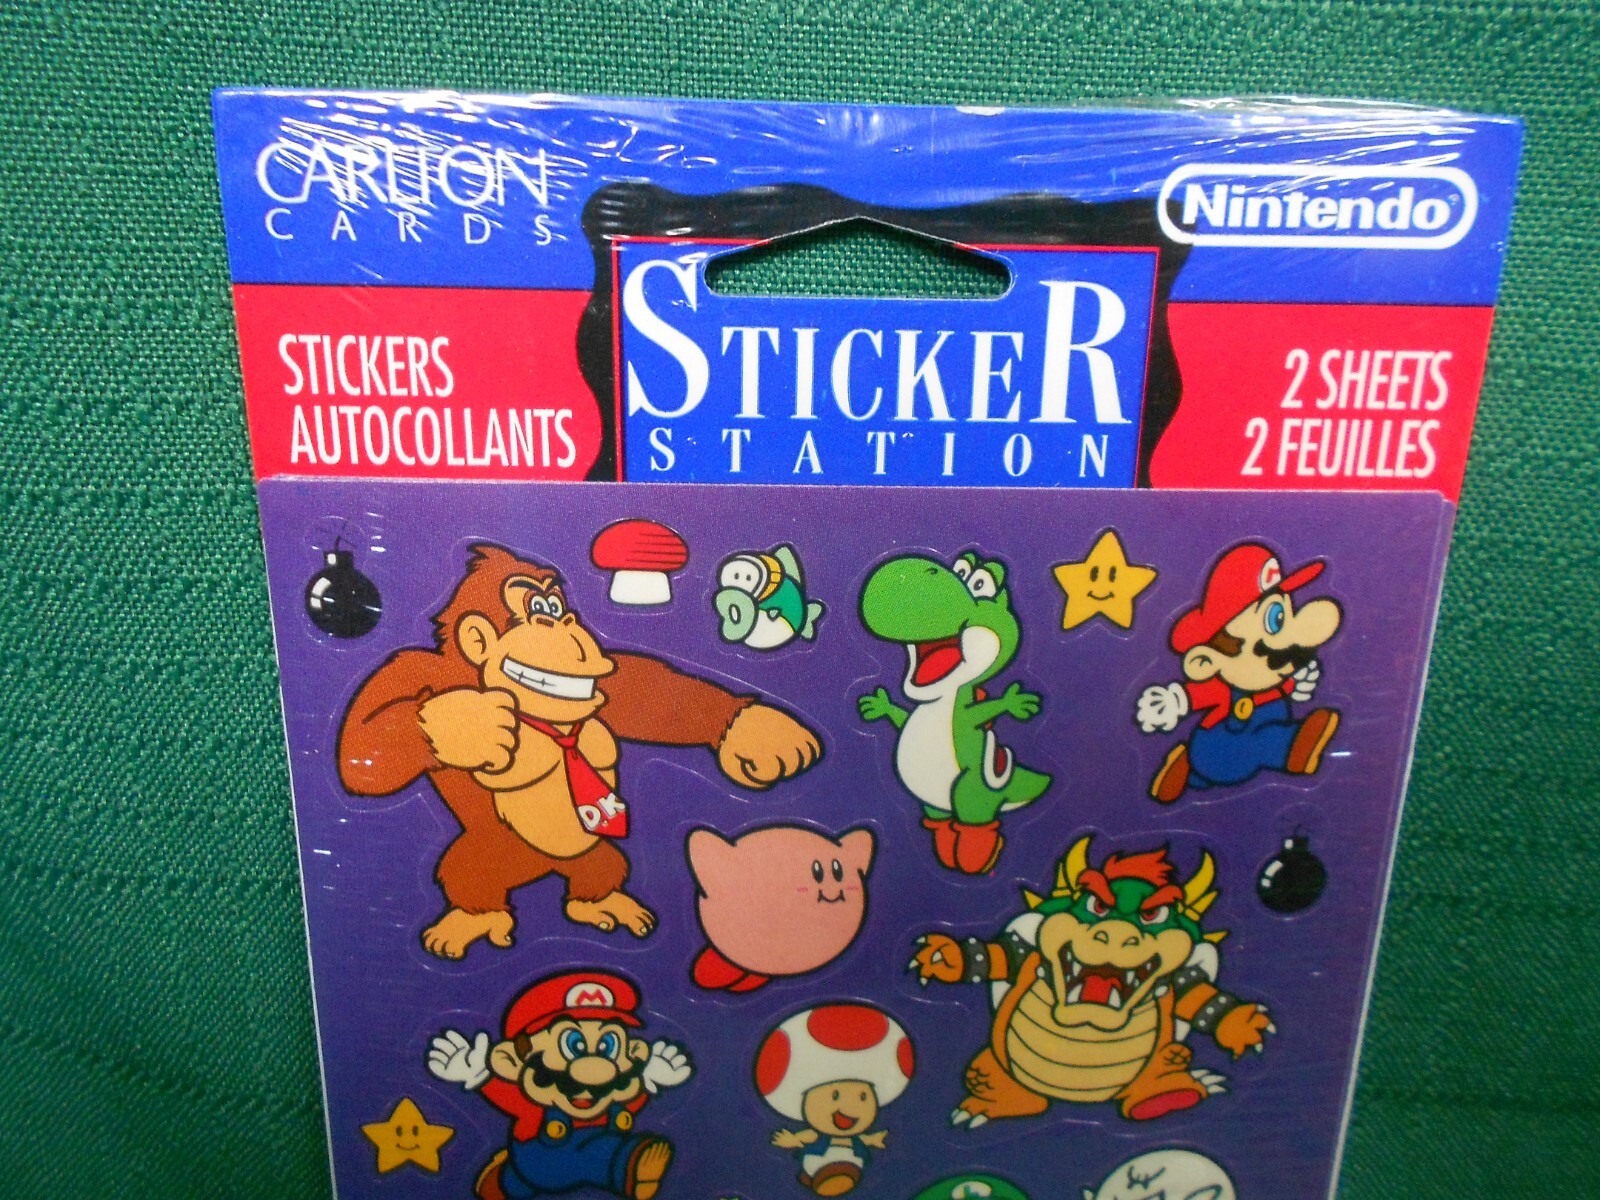 CARLTON
CARDS
Nintendo
STICKER
STATION
STICKERS
AUTOCOLLANTS
2 SHEETS
2 FEUILLES
D.K
M
M
L